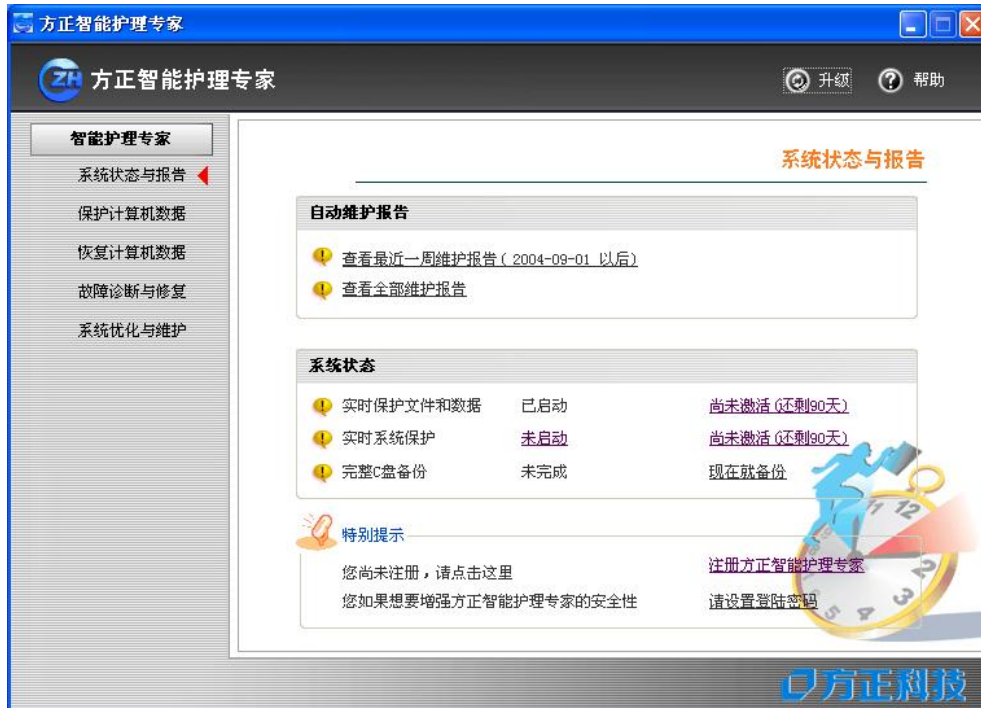 方正智能护理专家
ZH 方正智能护理专家
升级 帮助
智能护理专家
系统状态与报告
保护计算机数据
恢复计算机数据
故障诊断与修复
系统优化与维护
系统状态与报告
自动维护报告
查看最近一周维护报告( 2004-09-01 以后)
查看全部维护报告
系统状态
实时保护文件和数据 已启动 尚未激活(还剩90天)
实时系统保护 未启动 尚未激活(还剩90天)
完整C盘备份 未完成 现在就备份
特别提示
您尚未注册，请点击这里 注册方正智能护理专家
您如果想要增强方正智能护理专家的安全性 请设置登陆密码
11 12
2
3
4
5
方正科技